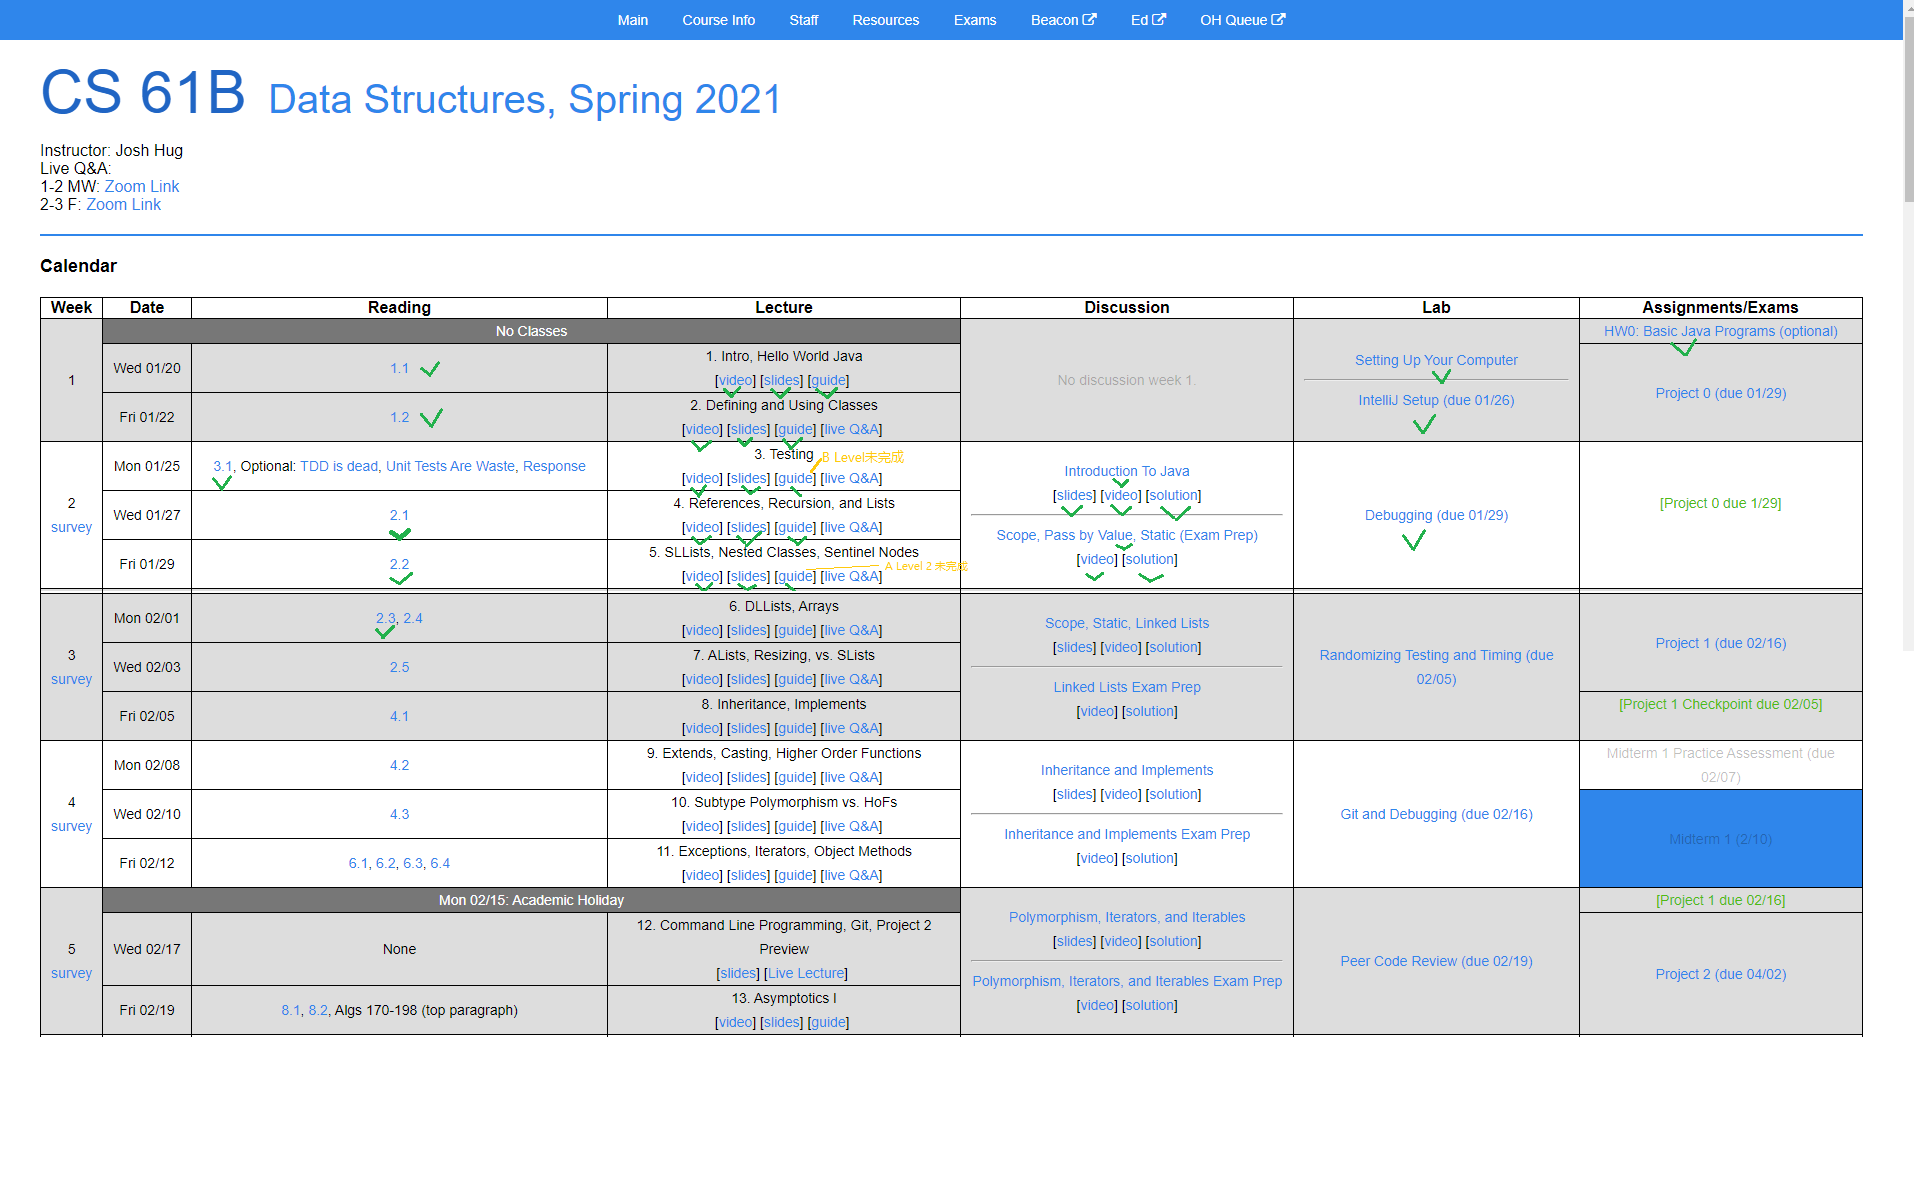 Main Course Info Staff Resources Exams Beacon Ed OH Queue
CS 61B Data Structures, Spring 2021
Instructor: Josh Hug
Live Q&A:
1-2 MW: Zoom Link
2-3 F: Zoom Link
Calendar
Week Date Reading Lecture Discussion Lab Assignments/Exams
1
No Classes
Wed 01/20
1.1
1. Intro, Hello World Java
[video] [slides] [guide]
Fri 01/22
1.2
2. Defining and Using Classes
[video] [slides] [guide] [live Q&A]
No discussion week 1.
Setting Up Your Computer
IntelliJ Setup (due 01/26)
HW0: Basic Java Programs (optional)
Project 0 (due 01/29)
2
survey
Mon 01/25
3.1, Optional: TDD is dead, Unit Tests Are Waste, Response
3. Testing
B Level未完成
[video] [slides] [guide] [live Q&A]
Wed 01/27
2.1
4. References, Recursion, and Lists
[video] [slides] [guide] [live Q&A]
Fri 01/29
2.2
5. SLLists, Nested Classes, Sentinel Nodes
A Level 2 未完成
[video] [slides] [guide] [live Q&A]
Introduction To Java
[slides] [video] [solution]
Scope, Pass by Value, Static (Exam Prep)
[video] [solution]
Debugging (due 01/29)
[Project 0 due 1/29]
3
survey
Mon 02/01
2.3, 2.4
6. DLLists, Arrays
[video] [slides] [guide] [live Q&A]
Wed 02/03
2.5
7. ALists, Resizing, vs. SLists
[video] [slides] [guide] [live Q&A]
Fri 02/05
4.1
8. Inheritance, Implements
[video] [slides] [guide] [live Q&A]
Scope, Static, Linked Lists
[slides] [video] [solution]
Linked Lists Exam Prep
[video] [solution]
Randomizing Testing and Timing (due
02/05)
Project 1 (due 02/16)
[Project 1 Checkpoint due 02/05]
4
survey
Mon 02/08
4.2
9. Extends, Casting, Higher Order Functions
[video] [slides] [guide] [live Q&A]
Wed 02/10
4.3
10. Subtype Polymorphism vs. HoFs
[video] [slides] [guide] [live Q&A]
Fri 02/12
6.1, 6.2, 6.3, 6.4
11. Exceptions, Iterators, Object Methods
[video] [slides] [guide] [live Q&A]
Inheritance and Implements
[slides] [video] [solution]
Inheritance and Implements Exam Prep
[video] [solution]
Git and Debugging (due 02/16)
Midterm 1 Practice Assessment (due
02/07)
Midterm 1 (2/10)
5
survey
Mon 02/15: Academic Holiday
Wed 02/17
None
12. Command Line Programming, Git, Project 2
Preview
[slides] [Live Lecture]
Fri 02/19
8.1, 8.2, Algs 170-198 (top paragraph)
13. Asymptotics I
[video] [slides] [guide]
Polymorphism, Iterators, and Iterables
[slides] [video] [solution]
Polymorphism, Iterators, and Iterables Exam Prep
[video] [solution]
Peer Code Review (due 02/19)
[Project 1 due 02/16]
Project 2 (due 04/02)